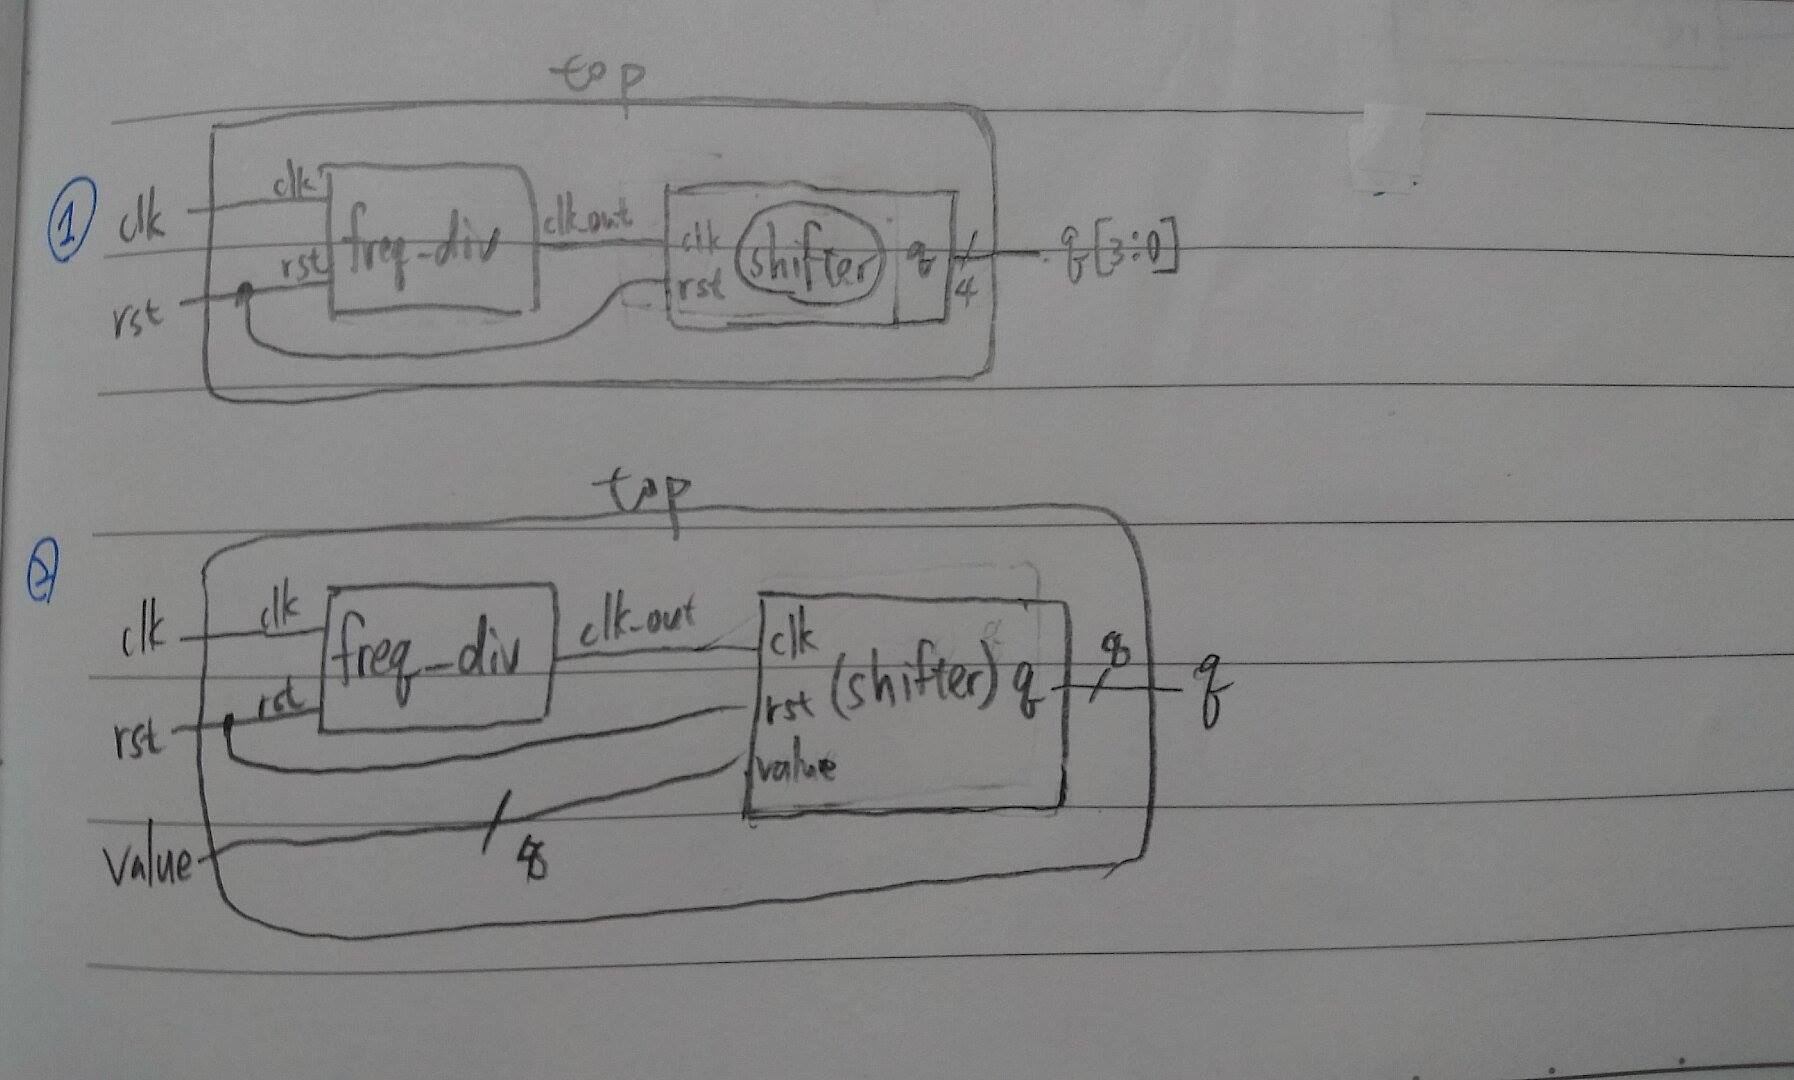 top
1
clk clk freq-div clk_out clk shifter q q[3:0]
rst rst rst 4
top
2
clk clk freq-div clk-out clk (shifter) q 8 q
rst rst rst
value 8 value